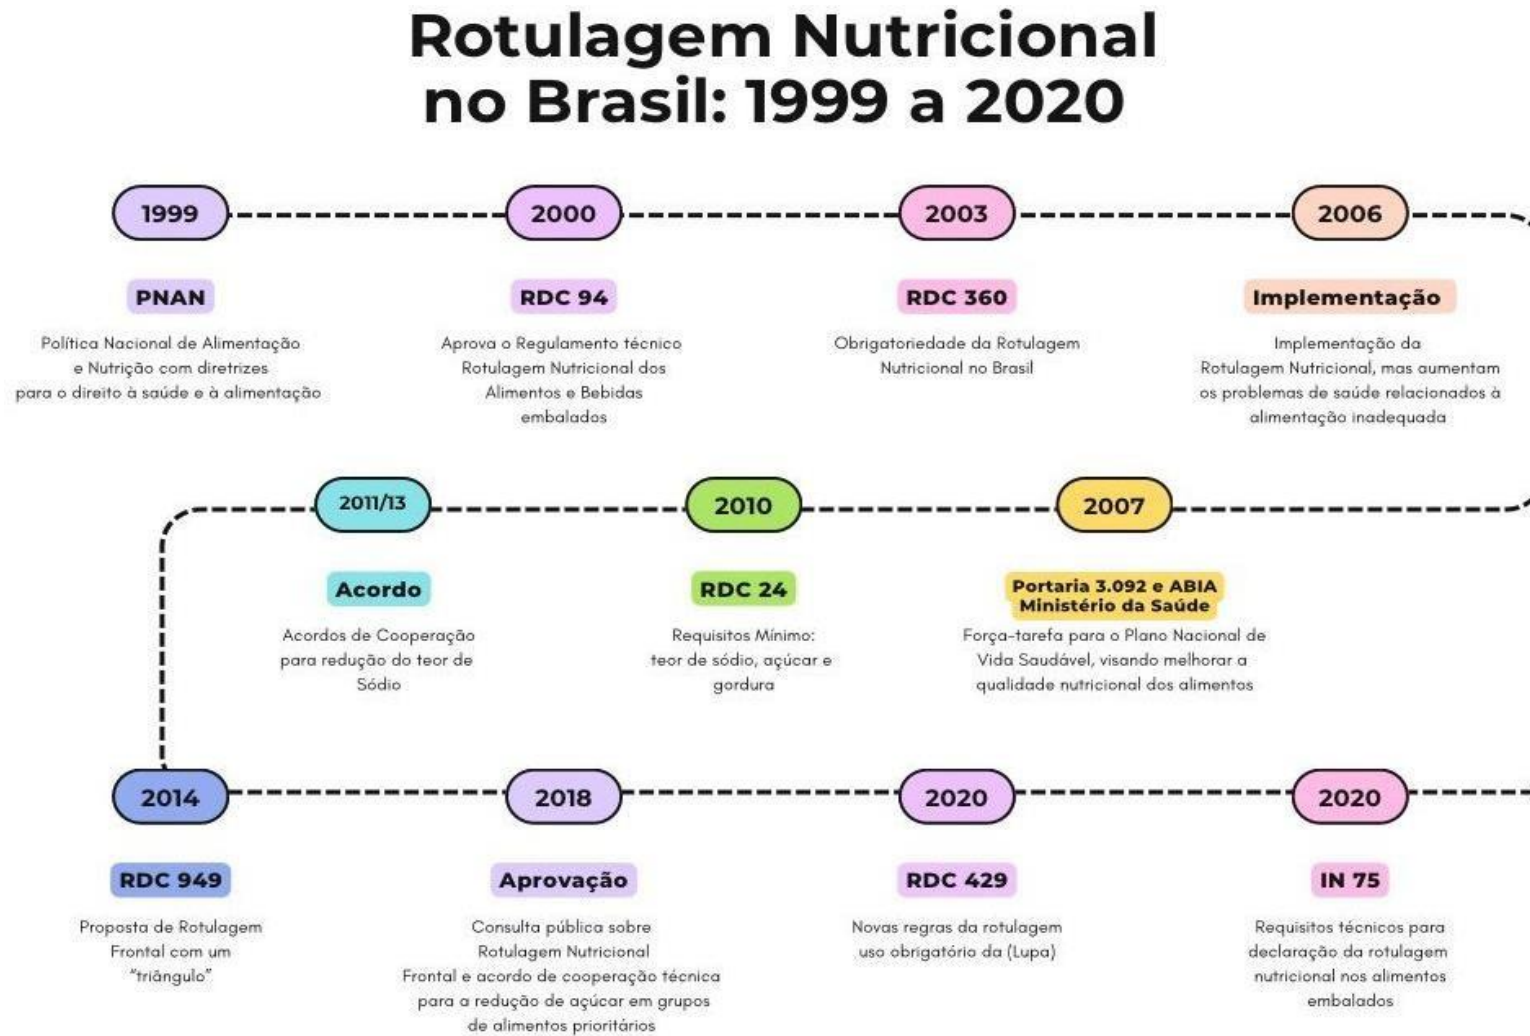 Rotulagem Nutricional
no Brasil: 1999 a 2020
1999
PNAN
Política Nacional de Alimentação
e Nutrição com diretrizes
para o direito à saúde e à alimentação
2000
RDC 94
Aprova o Regulamento técnico
Rotulagem Nutricional dos
Alimentos e Bebidas
embalados
2003
RDC 360
Obrigatoriedade da Rotulagem
Nutricional no Brasil
2006
Implementação
Implementação da
Rotulagem Nutricional, mas aumentam
os problemas de saúde relacionados à
alimentação inadequada
2007
Portaria 3.092 e ABIA
Ministério da Saúde
Força-tarefa para o Plano Nacional de
Vida Saudável, visando melhorar a
qualidade nutricional dos alimentos
2010
RDC 24
Requisitos Mínimo:
teor de sódio, açúcar e
gordura
2011/13
Acordo
Acordos de Cooperação
para redução do teor de
Sódio
2014
RDC 949
Proposta de Rotulagem
Frontal com um
"triângulo"
2018
Aprovação
Consulta pública sobre
Rotulagem Nutricional
Frontal e acordo de cooperação técnica
para a redução de açúcar em grupos
de alimentos prioritários
2020
RDC 429
Novas regras da rotulagem
uso obrigatório da (Lupa)
2020
IN 75
Requisitos técnicos para
declaração da rotulagem
nutricional nos alimentos
embalados